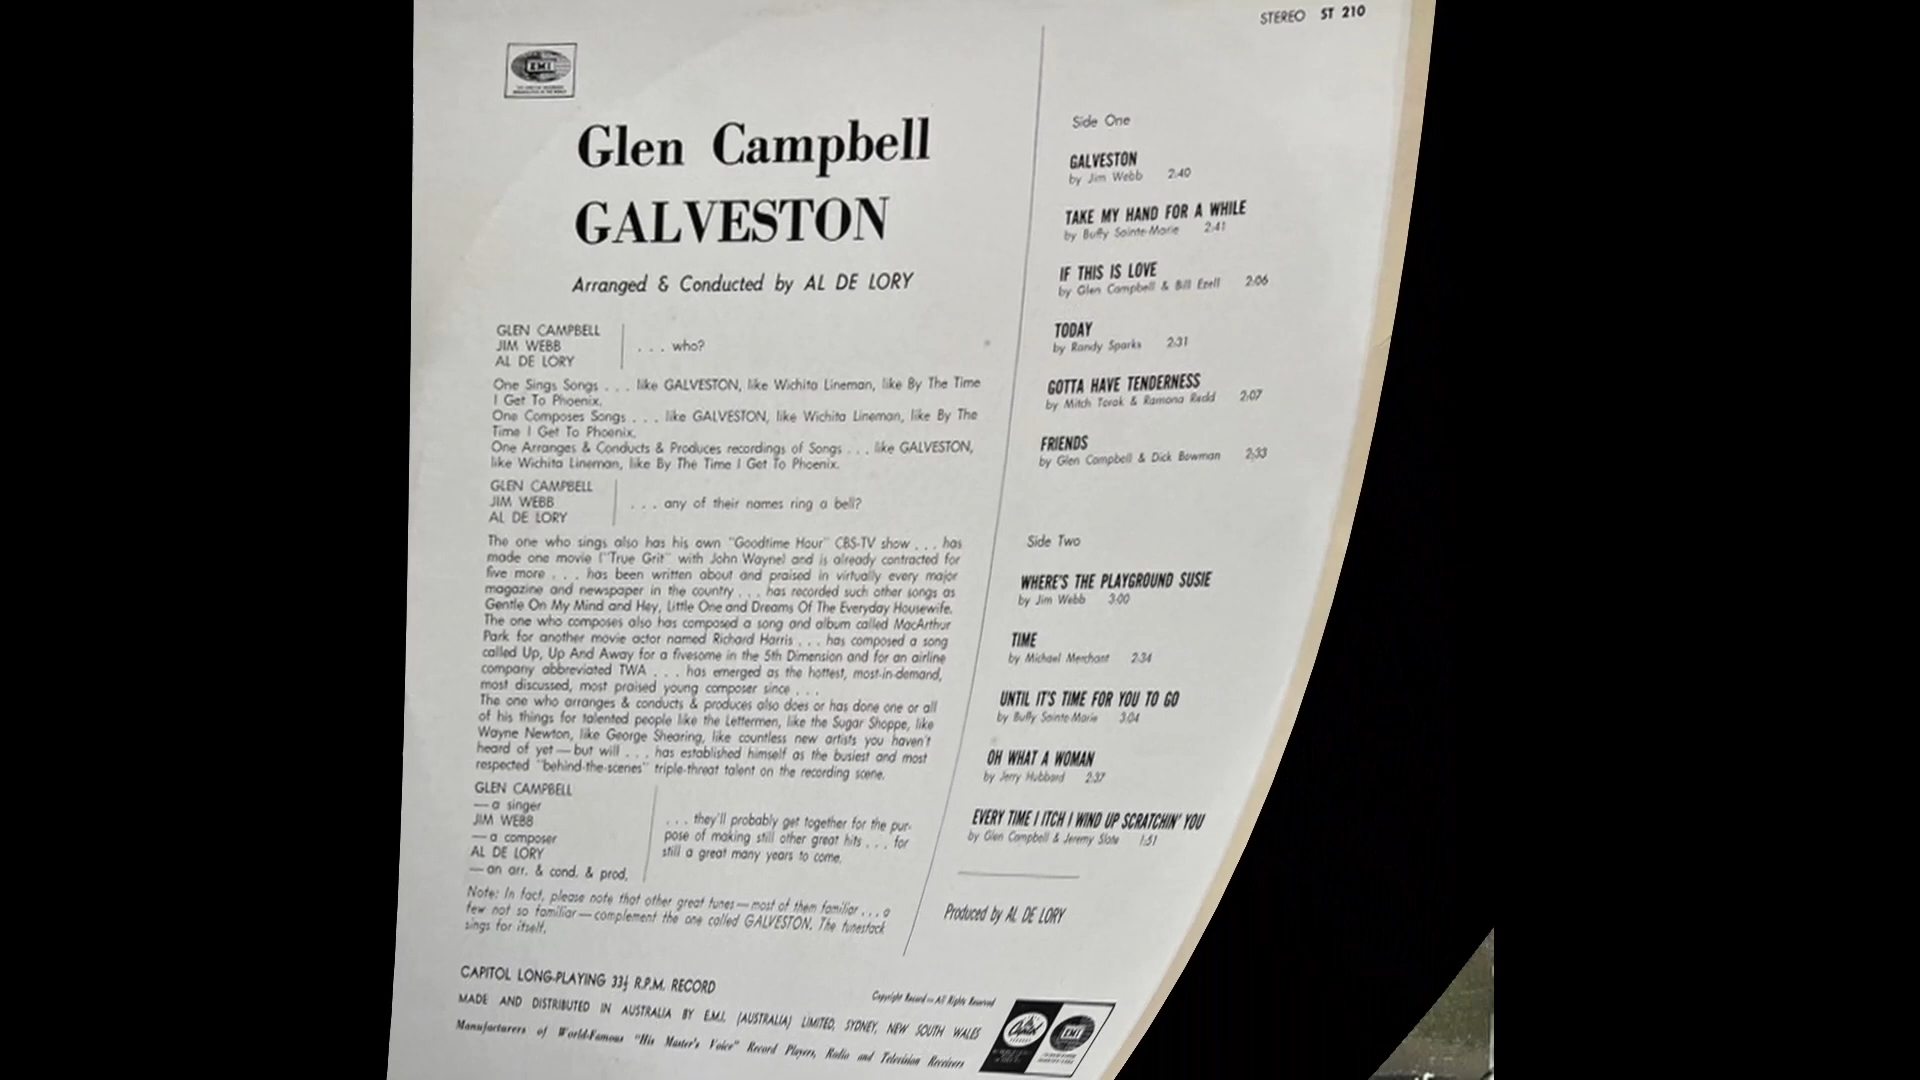 STEREO ST 210
EMI
Glen Campbell
GALVESTON
Arranged & Conducted by AL DE LORY
GLEN CAMPBELL
JIM WEBB
AL DE LORY
. . . who?
One Sings Songs . . . like GALVESTON, like Wichita Lineman, like By The Time
I Get To Phoenix.
One Composes Songs . . . like GALVESTON, like Wichita Lineman, like By The
Time I Get To Phoenix.
One Arranges & Conducts & Produces recordings of Songs . . . like GALVESTON,
like Wichita Lineman, like By The Time I Get To Phoenix.
GLEN CAMPBELL
JIM WEBB
AL DE LORY
. . . any of their names ring a bell?
The one who sings also has his own "Goodtime Hour" CBS-TV show . . . has
made one movie ("True Grit" with John Wayne) and is already contracted for
five more . . . has been written about and praised in virtually every major
magazine and newspaper in the country . . . has recorded such other songs as
Gentle On My Mind and Hey, Little One and Dreams Of The Everyday Housewife.
The one who composes also has composed a song and album called MacArthur
Park for another movie actor named Richard Harris . . . has composed a song
called Up, Up And Away for a fivesome in the 5th Dimension and for an airline
company abbreviated TWA . . . has emerged as the hottest, most-in-demand,
most discussed, most praised young composer since . . .
The one who arranges & conducts & produces also does or has done one or all
of his things for talented people like the Lettermen, like the Sugar Shoppe, like
Wayne Newton, like George Shearing, like countless new artists you haven't
heard of yet — but will . . . has established himself as the busiest and most
respected "behind-the-scenes" triple-threat talent on the recording scene.
GLEN CAMPBELL
— a singer
JIM WEBB
— a composer
AL DE LORY
— an arr. & cond. & prod.
. . . they'll probably get together for the pur-
pose of making still other great hits . . . for
still a great many years to come.
Note: In fact, please note that other great tunes — most of them familiar . . . a
few not so familiar — complement the one called GALVESTON. The tunestack
sings for itself.
Side One
GALVESTON
by Jim Webb 2:40
TAKE MY HAND FOR A WHILE
by Buffy Sainte-Marie 2:41
IF THIS IS LOVE
by Glen Campbell & Bill Ezell 2:06
TODAY
by Randy Sparks 2:31
GOTTA HAVE TENDERNESS
by Mitch Torok & Ramona Redd 2:07
FRIENDS
by Glen Campbell & Dick Bowman 2:33
Side Two
WHERE'S THE PLAYGROUND SUSIE
by Jim Webb 3:00
TIME
by Michael Merchant 2:34
UNTIL IT'S TIME FOR YOU TO GO
by Buffy Sainte-Marie 3:04
OH WHAT A WOMAN
by Jerry Hubbard 2:37
EVERY TIME I ITCH I WIND UP SCRATCHIN' YOU
by Glen Campbell & Jeremy Slate 1:51
Produced by AL DE LORY
CAPITOL LONG-PLAYING 33⅓ R.P.M. RECORD
Copyright Record — All Rights Reserved
MADE AND DISTRIBUTED IN AUSTRALIA BY E.M.I. (AUSTRALIA) LIMITED, SYDNEY, NEW SOUTH WALES
Manufacturers of World-Famous "His Master's Voice" Record Players, Radio and Television Receivers
Capitol
EMI